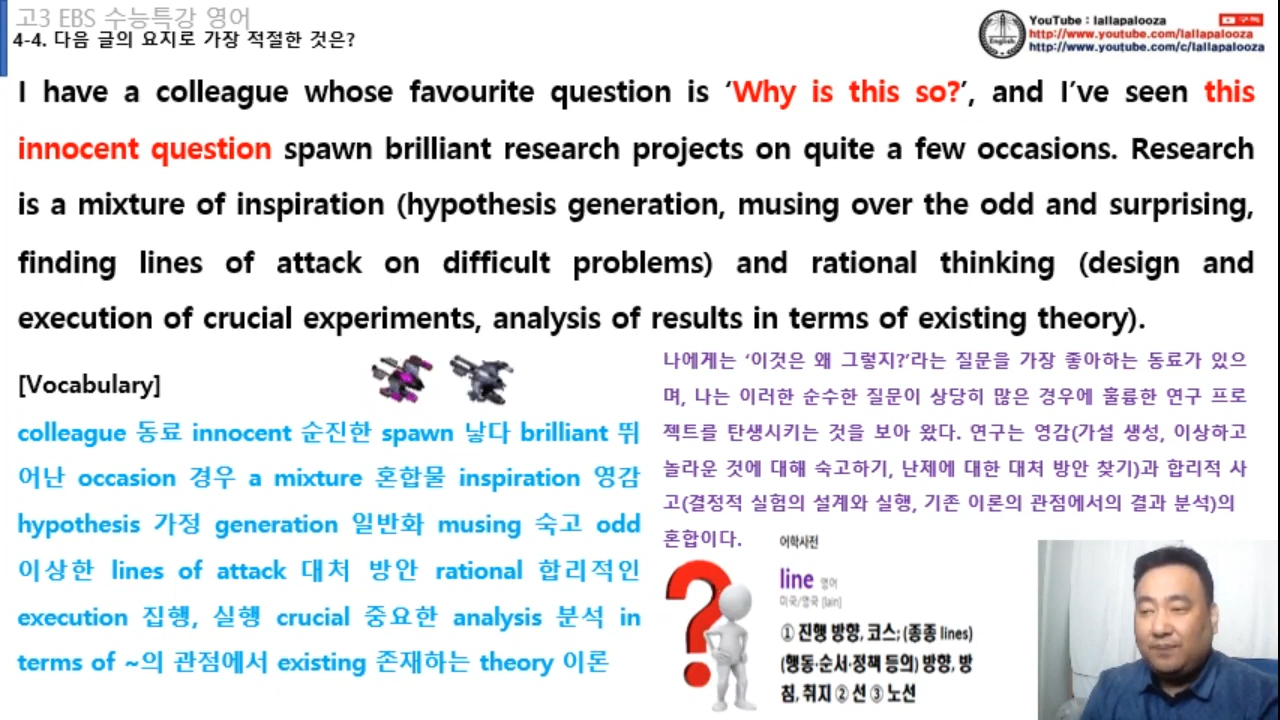 고3 EBS 수능특강 영어
4-4. 다음 글의 요지로 가장 적절한 것은?
YouTube : lallapalooza
구독
http://www.youtube.com/lallapalooza
http://www.youtube.com/c/lallapalooza
English
I have a colleague whose favourite question is ‘Why is this so?’, and I’ve seen this
innocent question spawn brilliant research projects on quite a few occasions. Research
is a mixture of inspiration (hypothesis generation, musing over the odd and surprising,
finding lines of attack on difficult problems) and rational thinking (design and
execution of crucial experiments, analysis of results in terms of existing theory).
[Vocabulary]
colleague 동료 innocent 순진한 spawn 낳다 brilliant 뛰
어난 occasion 경우 a mixture 혼합물 inspiration 영감
hypothesis 가정 generation 일반화 musing 숙고 odd
이상한 lines of attack 대처 방안 rational 합리적인
execution 집행, 실행 crucial 중요한 analysis 분석 in
terms of ~의 관점에서 existing 존재하는 theory 이론
나에게는 ‘이것은 왜 그렇지?’라는 질문을 가장 좋아하는 동료가 있으
며, 나는 이러한 순수한 질문이 상당히 많은 경우에 훌륭한 연구 프로
젝트를 탄생시키는 것을 보아 왔다. 연구는 영감(가설 생성, 이상하고
놀라운 것에 대해 숙고하기, 난제에 대한 대처 방안 찾기)과 합리적 사
고(결정적 실험의 설계와 실행, 기존 이론의 관점에서의 결과 분석)의
혼합이다.
어학사전
line 영어
미국/영국 [lain]
① 진행 방향, 코스; (종종 lines)
(행동·순서·정책 등의) 방향, 방
침, 취지 ② 선 ③ 노선